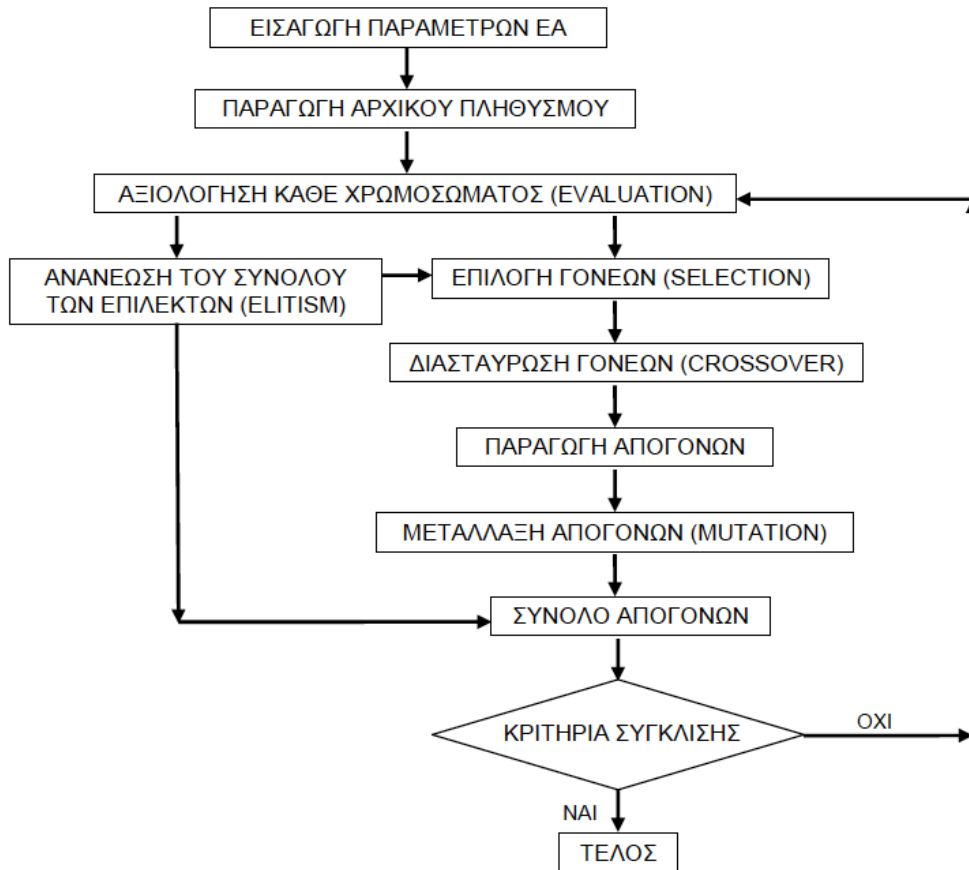 ΕΙΣΑΓΩΓΗ ΠΑΡΑΜΕΤΡΩΝ ΕΑ
ΠΑΡΑΓΩΓΗ ΑΡΧΙΚΟΥ ΠΛΗΘΥΣΜΟΥ
ΑΞΙΟΛΟΓΗΣΗ ΚΑΘΕ ΧΡΩΜΟΣΩΜΑΤΟΣ (EVALUATION)
ΑΝΑΝΕΩΣΗ ΤΟΥ ΣΥΝΟΛΟΥ
ΤΩΝ ΕΠΙΛΕΚΤΩΝ (ELITISM)
ΕΠΙΛΟΓΗ ΓΟΝΕΩΝ (SELECTION)
ΔΙΑΣΤΑΥΡΩΣΗ ΓΟΝΕΩΝ (CROSSOVER)
ΠΑΡΑΓΩΓΗ ΑΠΟΓΟΝΩΝ
ΜΕΤΑΛΛΑΞΗ ΑΠΟΓΟΝΩΝ (MUTATION)
ΣΥΝΟΛΟ ΑΠΟΓΟΝΩΝ
ΚΡΙΤΗΡΙΑ ΣΥΓΚΛΙΣΗΣ
ΟΧΙ
ΝΑΙ
ΤΕΛΟΣ